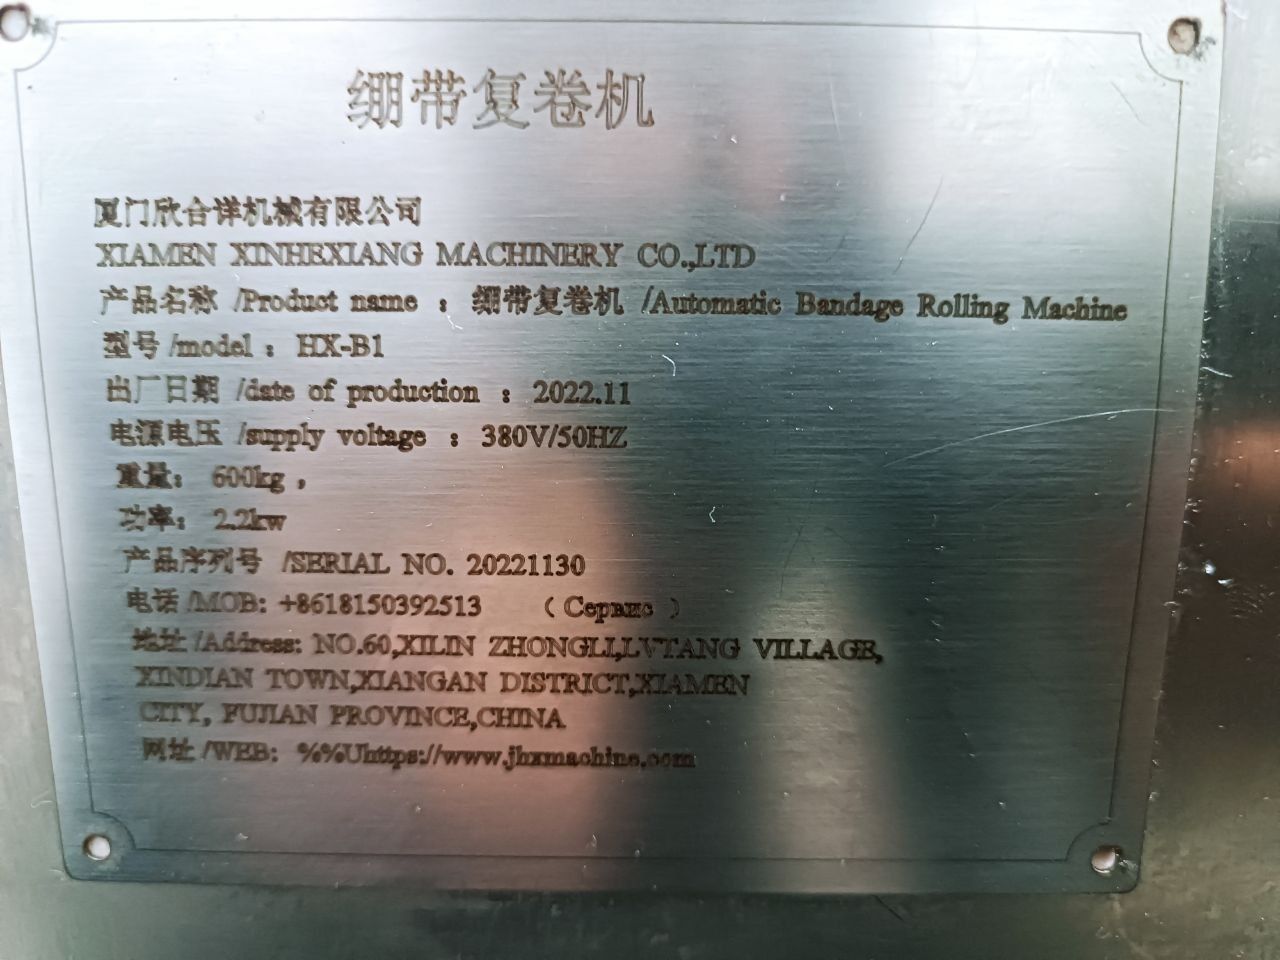 绷带复卷机
厦门欣合详机械有限公司
XIAMEN XINHEXIANG MACHINERY CO.,LTD
产品名称 /Product name : 绷带复卷机 /Automatic Bandage Rolling Machine
型号 /model : HX-B1
出厂日期 /date of production : 2022.11
电源电压 /supply voltage : 380V/50HZ
重量: 600kg ,
功率: 2.2kw
产品序列号 /SERIAL NO. 20221130
电话 /MOB: +8618150392513 ( Сервис )
地址 /Address: NO.60,XILIN ZHONGLI,LVTANG VILLAGE,
XINDIAN TOWN,XIANGAN DISTRICT,XIAMEN
CITY, FUJIAN PROVINCE,CHINA
网址 /WEB: %%Uhttps://www.jhxmachine.com